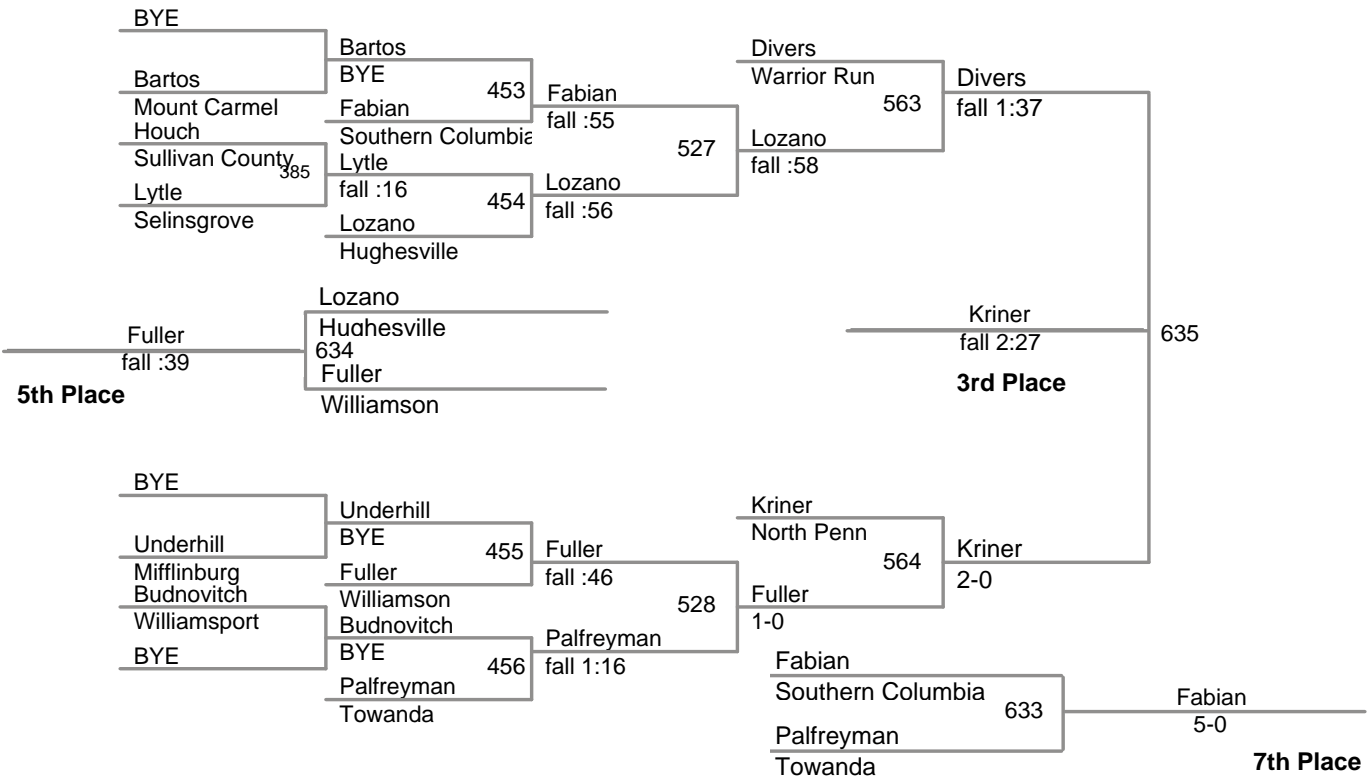 BYE
Bartos
Divers
Bartos
BYE
453
Fabian
Warrior Run
563
Divers
fall 1:37
Mount Carmel
Fabian
fall :55
Houch
Southern Columbia
527
Lozano
Sullivan County
385
Lytle
fall :58
Lytle
fall :16
454
Lozano
fall :56
Selinsgrove
Lozano
Hughesville
Lozano
Hughesville
Fuller
634
fall :39
Fuller
5th Place
Williamson
Kriner
635
fall 2:27
3rd Place
BYE
Underhill
Kriner
Underhill
BYE
455
Fuller
North Penn
564
Kriner
Mifflinburg
Fuller
fall :46
2-0
Budnovitch
Williamson
528
Fuller
Williamsport
Budnovitch
1-0
BYE
BYE
456
Palfreyman
fall 1:16
Palfreyman
Towanda
Fabian
Southern Columbia
633
Fabian
5-0
Palfreyman
Towanda
7th Place